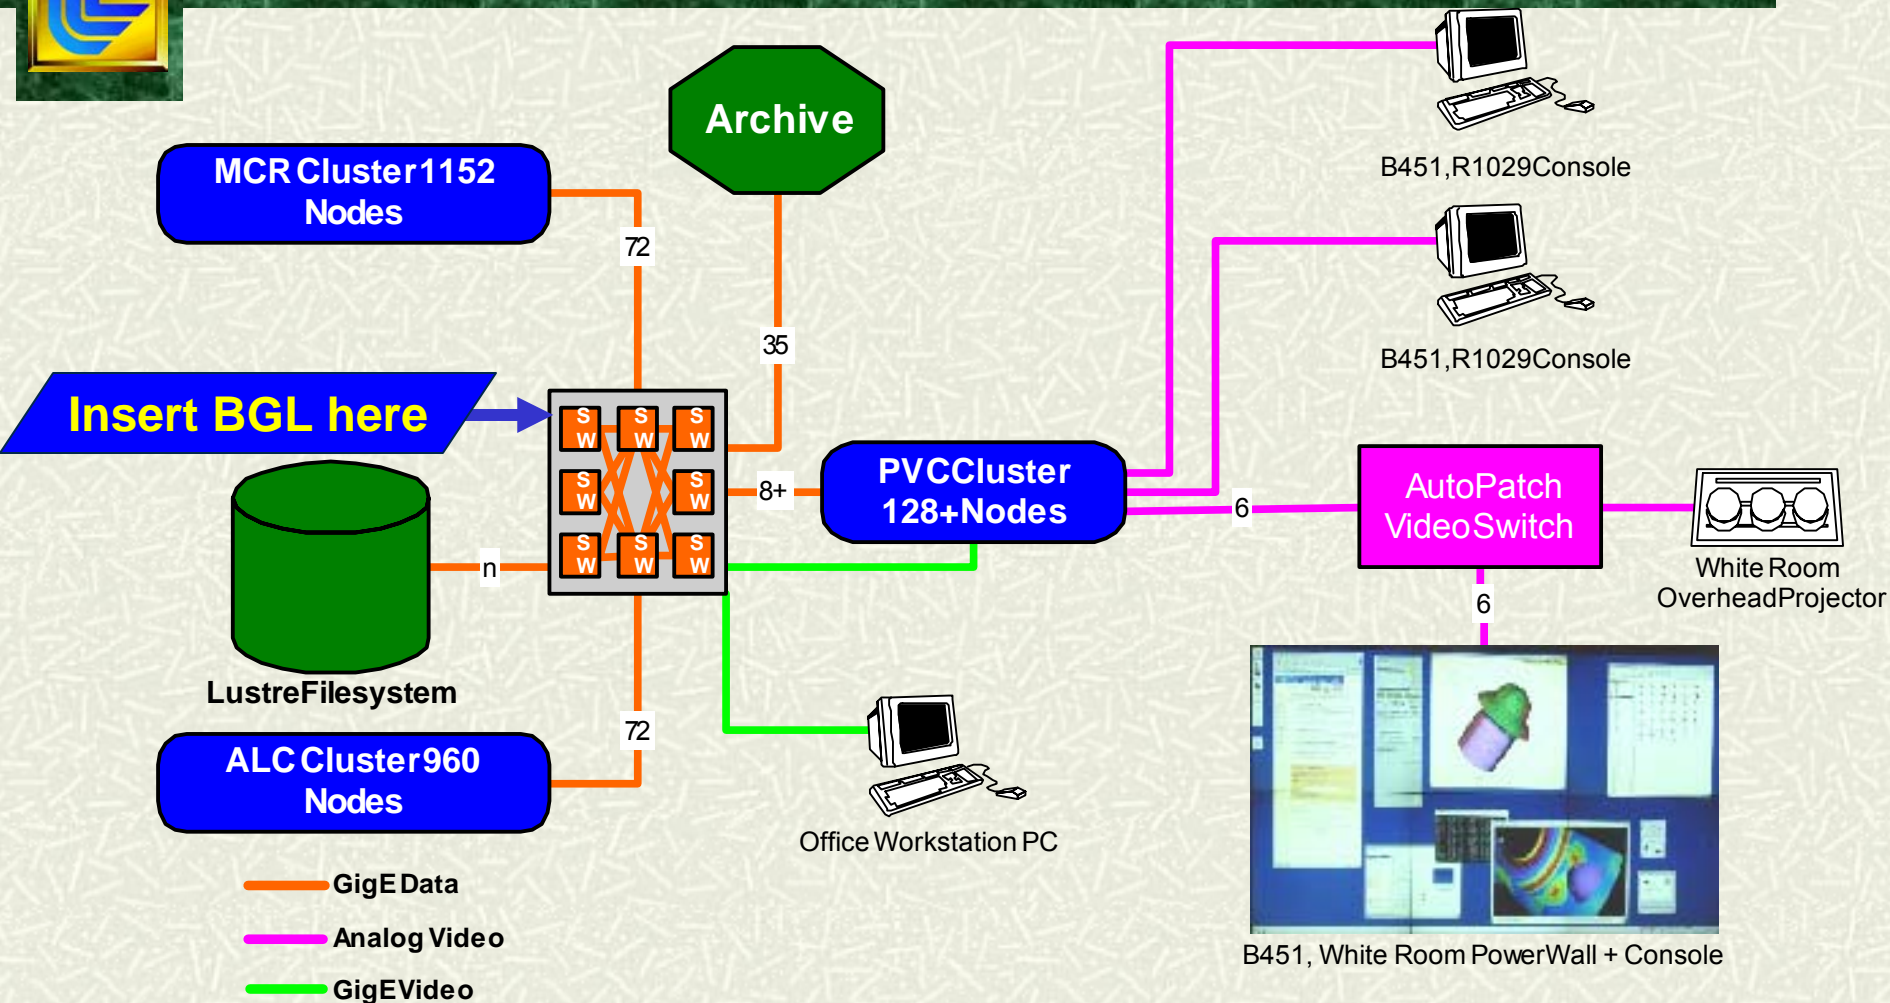 Archive
MCR Cluster 1152
Nodes
B451, R1029 Console
72
35
B451, R1029 Console
Insert BGL here
S W S W S W
S W S W
S W S W S W
8+
PVC Cluster
128+ Nodes
6
AutoPatch
Video Switch
White Room
Overhead Projector
6
n
Lustre Filesystem
72
ALC Cluster 960
Nodes
Office Workstation PC
B451, White Room PowerWall + Console
GigE Data
Analog Video
GigE Video